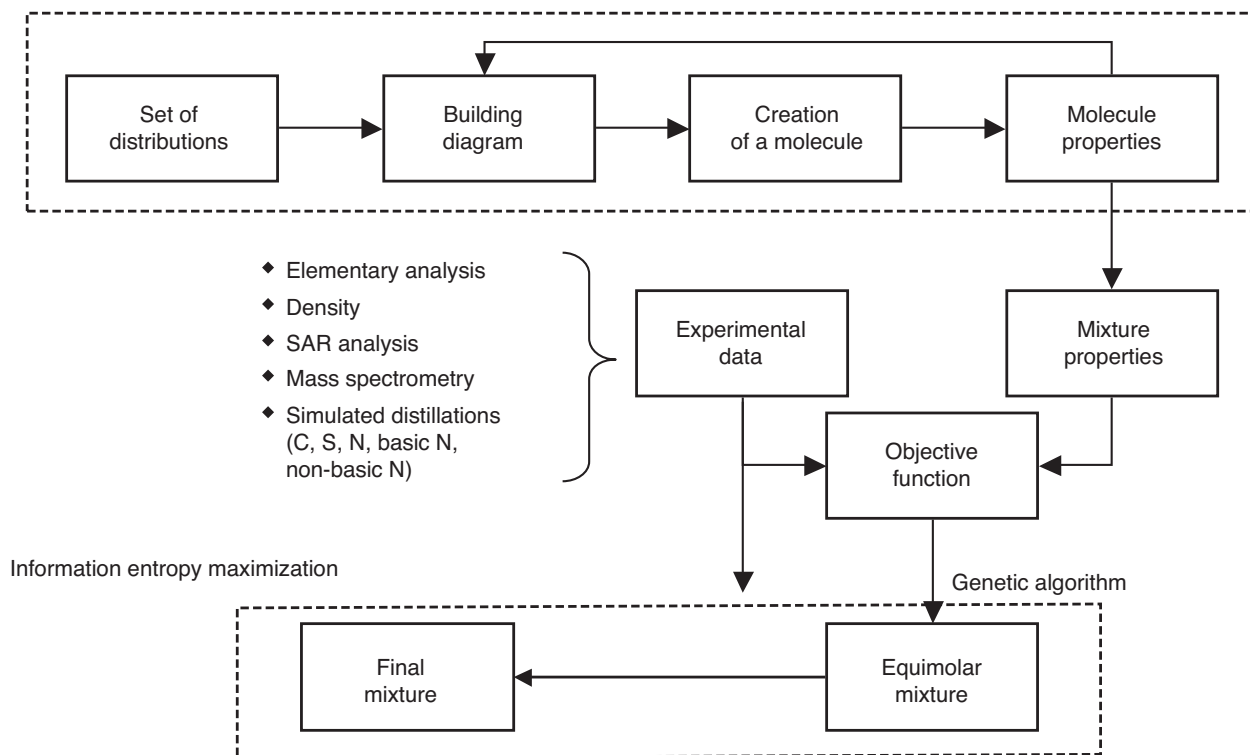 Set of
distributions
Building
diagram
Creation
of a molecule
Molecule
properties
◆ Elementary analysis
◆ Density
◆ SAR analysis
◆ Mass spectrometry
◆ Simulated distillations
(C, S, N, basic N,
non-basic N)
Experimental
data
Mixture
properties
Objective
function
Information entropy maximization
Genetic algorithm
Final
mixture
Equimolar
mixture